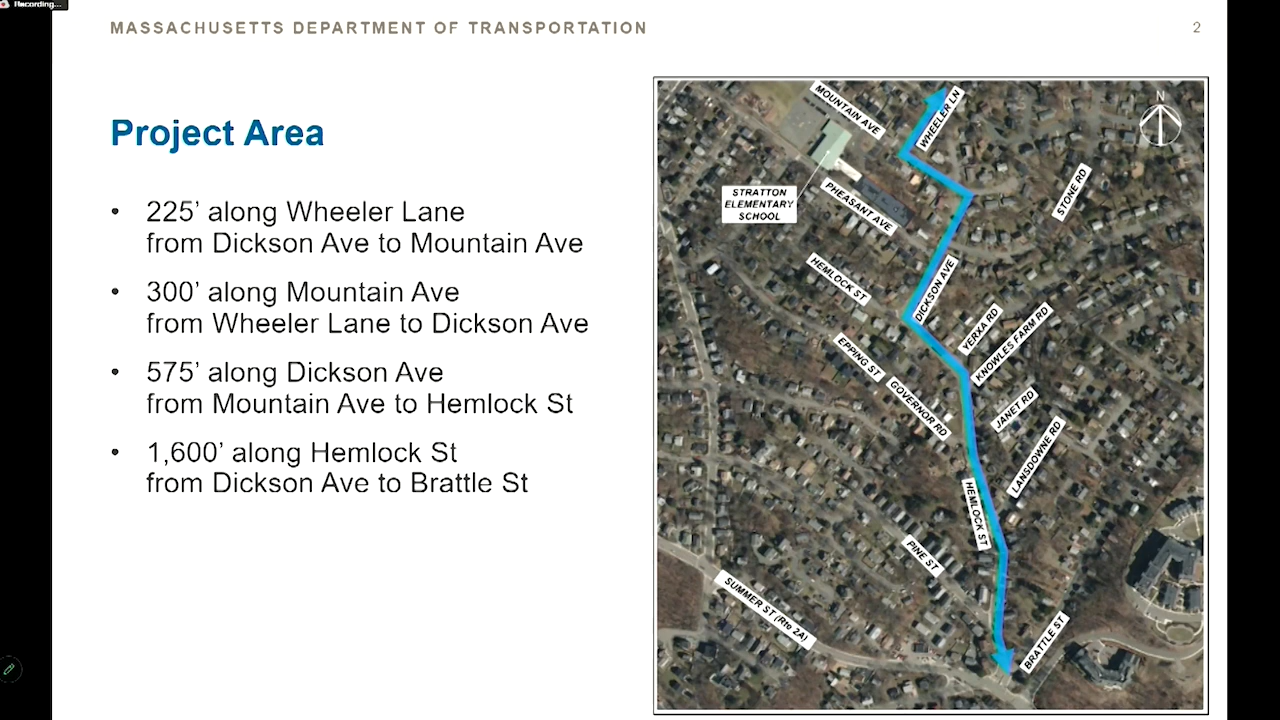 Recording...
MASSACHUSETTS DEPARTMENT OF TRANSPORTATION
2
Project Area
• 225’ along Wheeler Lane
from Dickson Ave to Mountain Ave
• 300’ along Mountain Ave
from Wheeler Lane to Dickson Ave
• 575’ along Dickson Ave
from Mountain Ave to Hemlock St
• 1,600’ along Hemlock St
from Dickson Ave to Brattle St
MOUNTAIN AVE
WHEELER LN
N
STRATTON
ELEMENTARY
SCHOOL
PHEASANT AVE
STONE RD
HEMLOCK ST
DICKSON AVE
YERXA RD
KNOWLES FARM RD
EPPING ST
GOVERNOR RD
JANET RD
LANSDOWNE RD
HEMLOCK ST
PINE ST
SUMMER ST (Rte 2A)
BRATTLE ST